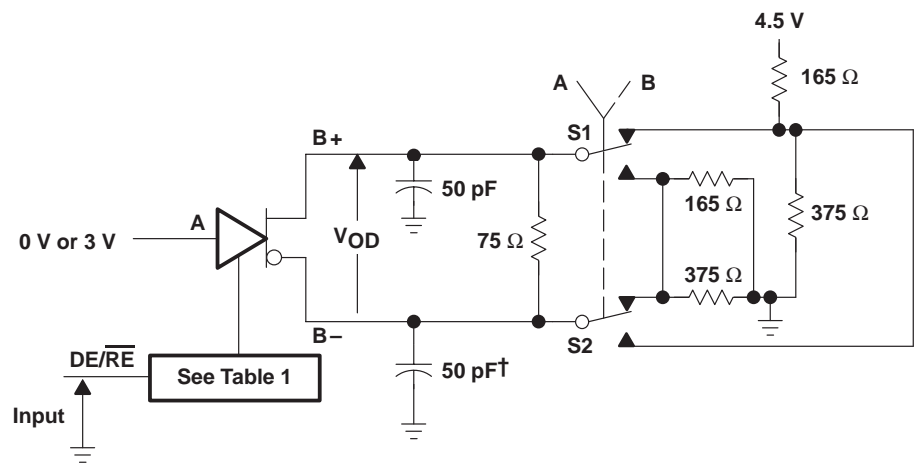 4.5 V
165 Ω
A
B
S1
B+
50 pF
165 Ω
A
VOD
375 Ω
0 V or 3 V
75 Ω
375 Ω
B–
S2
DE/RE
See Table 1
50 pF†
Input